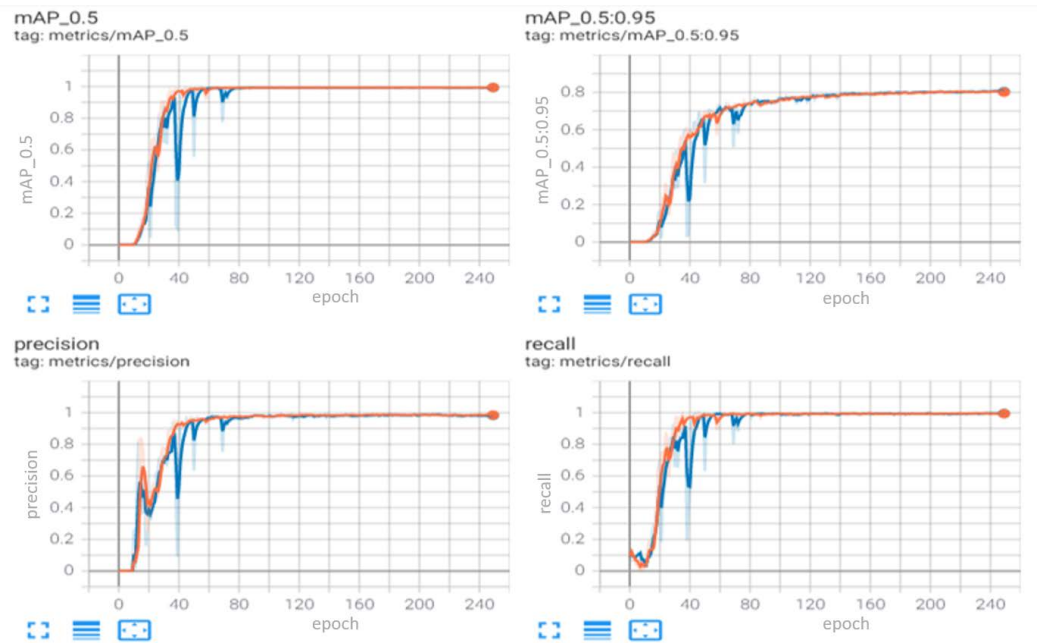 mAP_0.5
tag: metrics/mAP_0.5
mAP_0.5
1
0.8
0.6
0.4
0.2
0
0 40 80 120 160 200 240
epoch
mAP_0.5:0.95
tag: metrics/mAP_0.5:0.95
mAP_0.5:0.95
0.8
0.6
0.4
0.2
0
0 40 80 120 160 200 240
epoch
precision
tag: metrics/precision
precision
1
0.8
0.6
0.4
0.2
0
0 40 80 120 160 200 240
epoch
recall
tag: metrics/recall
recall
1
0.8
0.6
0.4
0.2
0
0 40 80 120 160 200 240
epoch